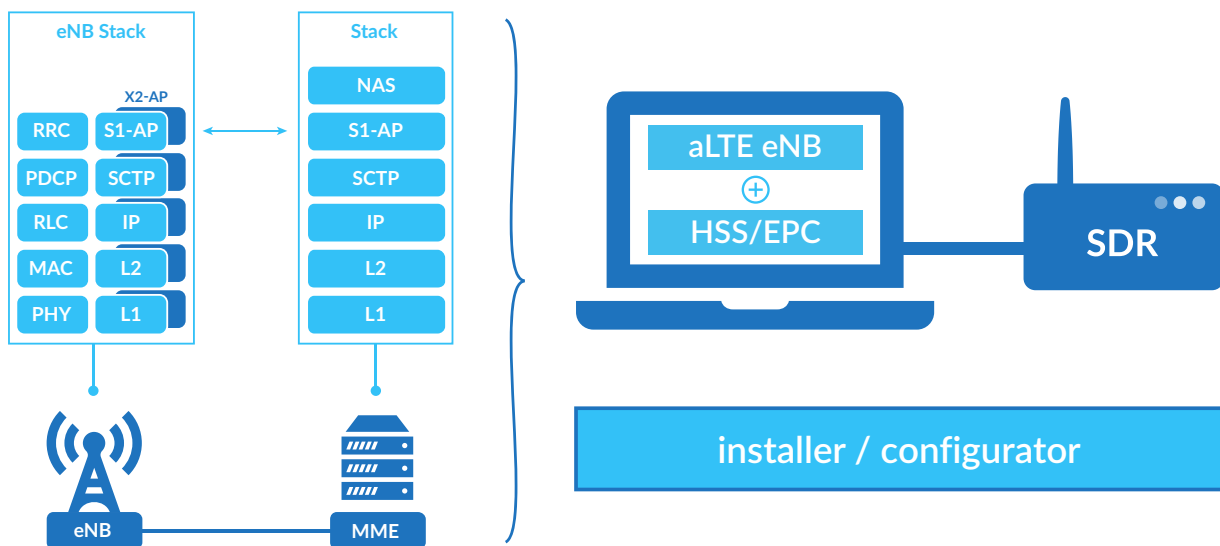 eNB Stack
X2-AP
RRC S1-AP
PDCP SCTP
RLC IP
MAC L2
PHY L1
eNB
Stack
NAS
S1-AP
SCTP
IP
L2
L1
MME
aLTE eNB
HSS/EPC
SDR
installer / configurator